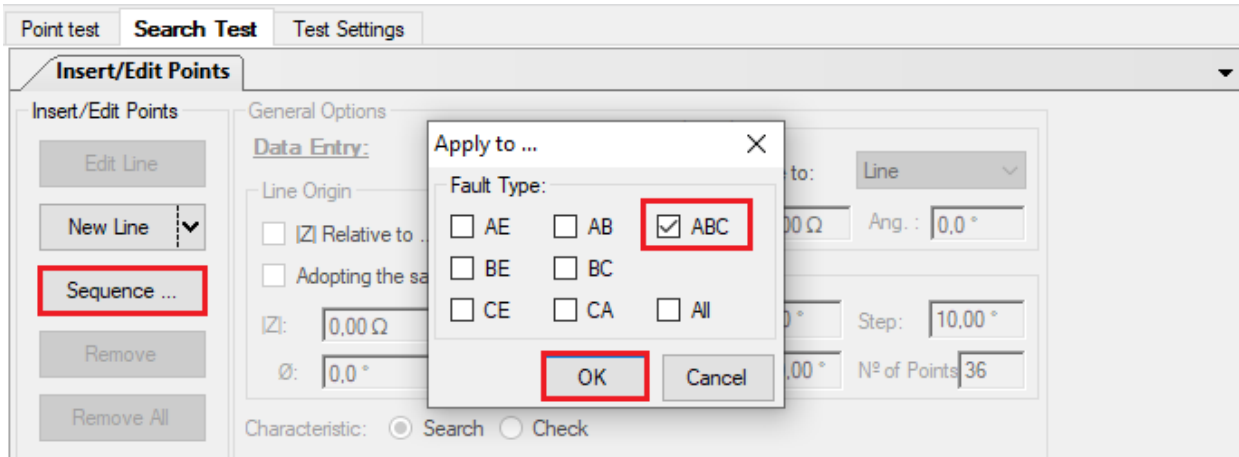 Point test Search Test Test Settings
Insert/Edit Points
Insert/Edit Points
Edit Line
New Line
Sequence ...
Remove
Remove All
General Options
Data Entry:
Line Origin
|Z| Relative to ..
Adopting the sa
|Z|: 0,00 Ω
Ø: 0,0 °
Characteristic: Search Check
Apply to ...
Fault Type:
AE AB ABC
BE BC
CE CA All
OK Cancel
to: Line
00 Ω Ang. : 0,0 °
° Step: 10,00 °
,00 ° Nº of Points 36